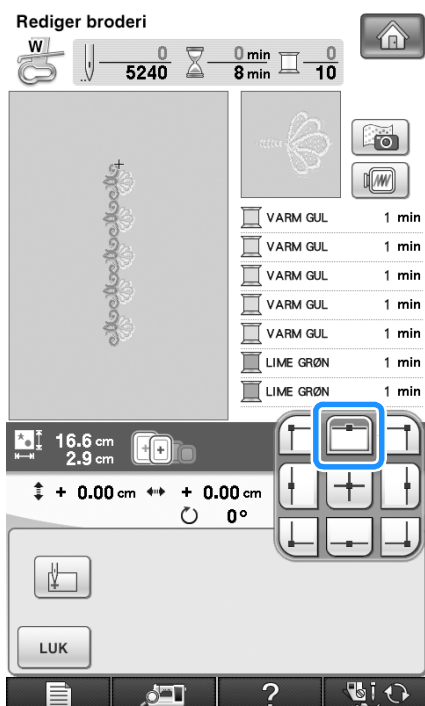 Rediger broderi
W
0 0 min 0
5240 8 min 10
VARM GUL 1 min
VARM GUL 1 min
VARM GUL 1 min
VARM GUL 1 min
VARM GUL 1 min
LIME GRØN 1 min
LIME GRØN 1 min
16.6 cm
2.9 cm
+ 0.00 cm + 0.00 cm
0°
LUK
?